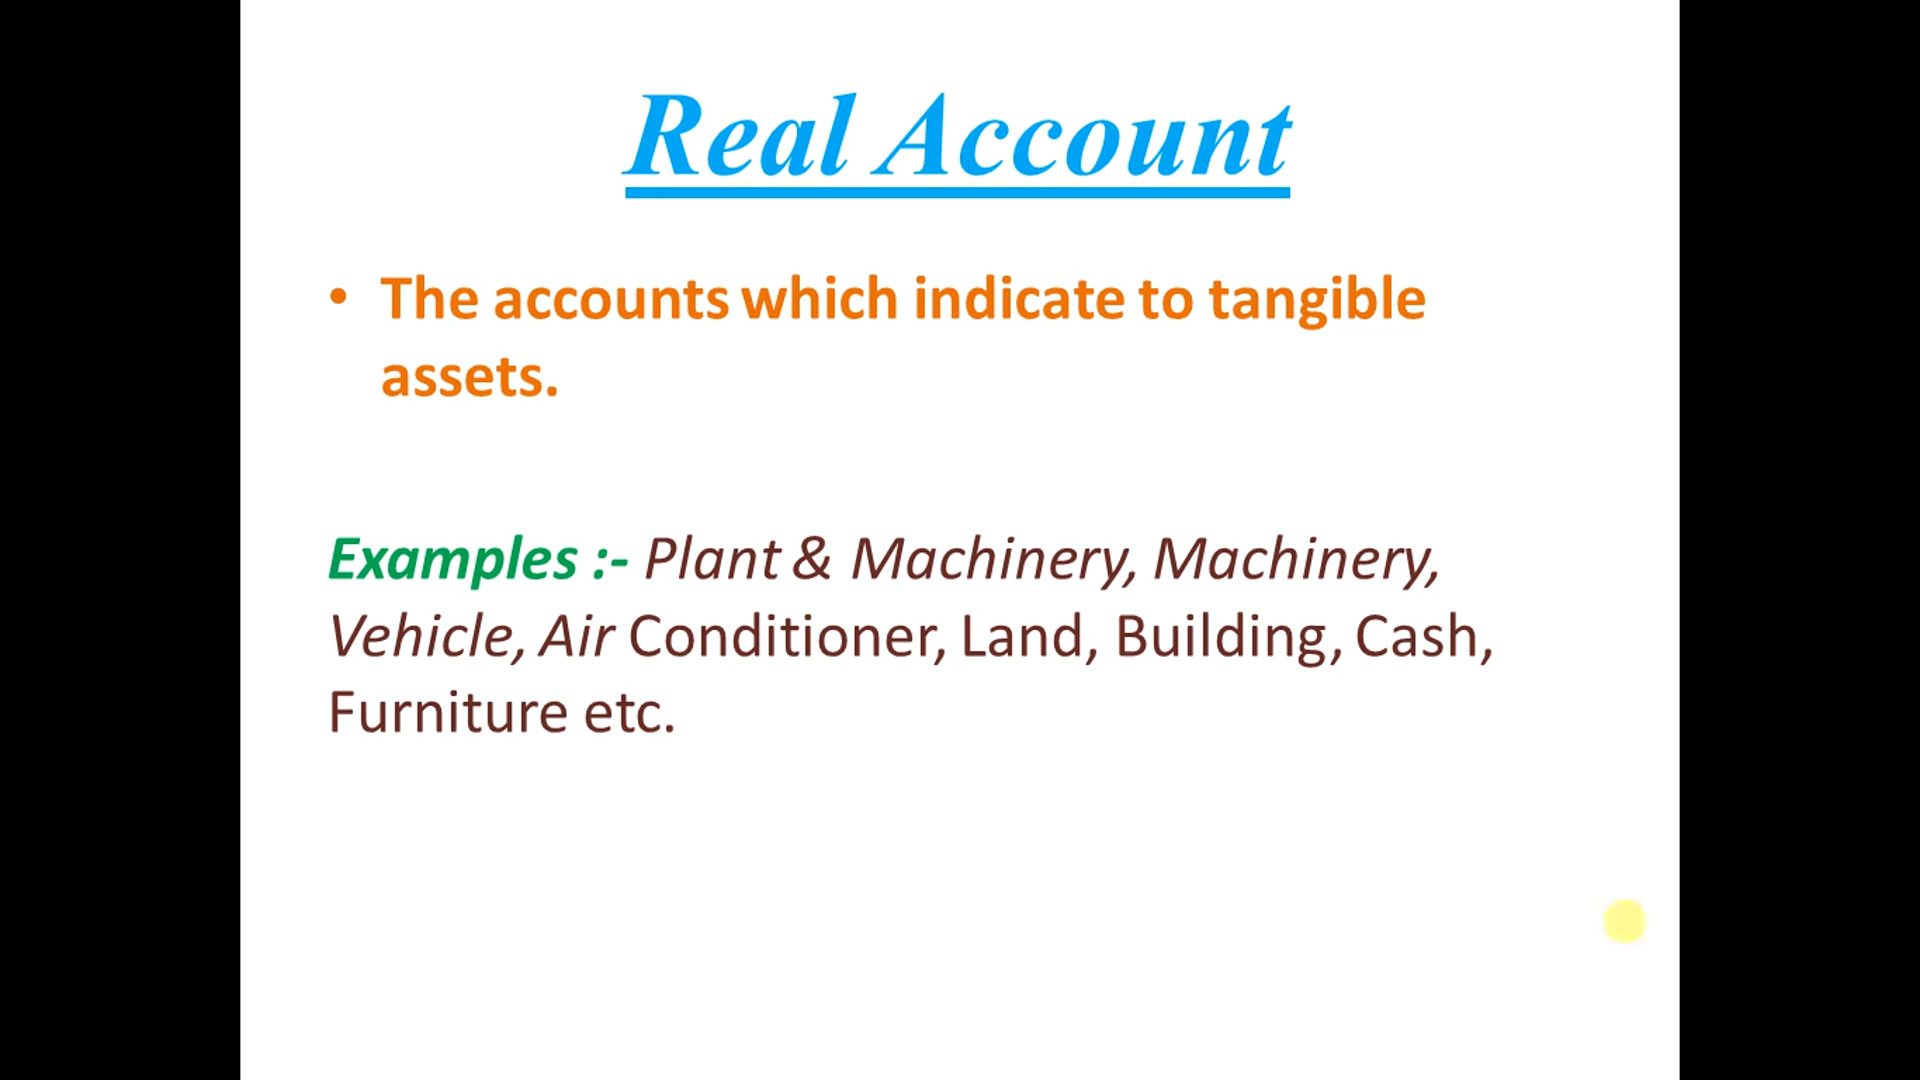 Real Account
• The accounts which indicate to tangible
assets.
Examples :- Plant & Machinery, Machinery,
Vehicle, Air Conditioner, Land, Building, Cash,
Furniture etc.